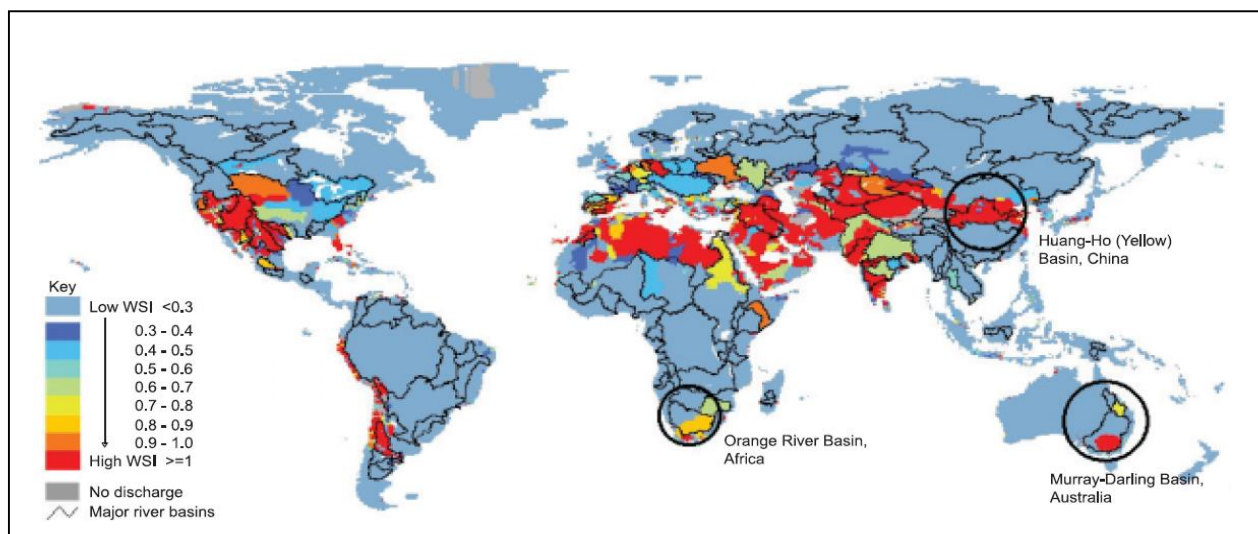 Key
Low WSI <0.3
0.3 - 0.4
0.4 - 0.5
0.5 - 0.6
0.6 - 0.7
0.7 - 0.8
0.8 - 0.9
0.9 - 1.0
High WSI >=1
No discharge
Major river basins
Huang-Ho (Yellow)
Basin, China
Orange River Basin,
Africa
Murray-Darling Basin,
Australia